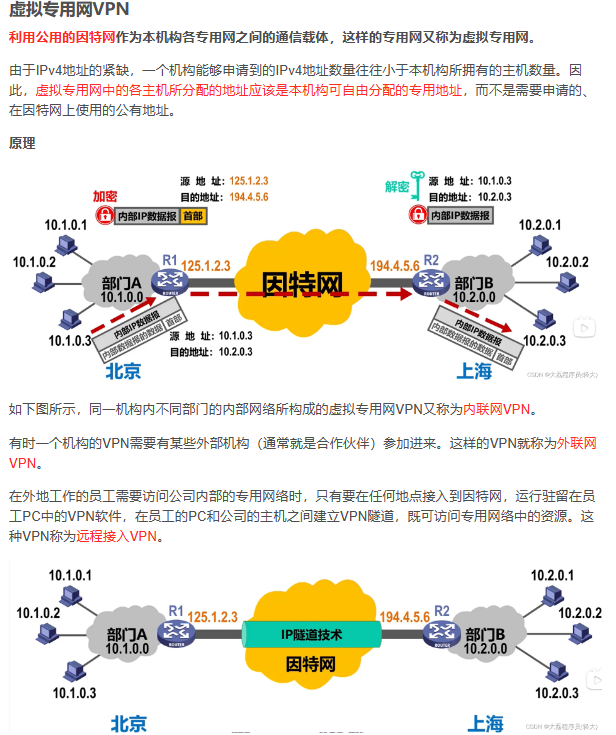 虚拟专用网VPN
利用公用的因特网作为本机构各专用网之间的通信载体，这样的专用网又称为虚拟专用网。
由于IPv4地址的紧缺，一个机构能够申请到的IPv4地址数量往往小于本机构所拥有的主机数量。因
此，虚拟专用网中的各主机所分配的地址应该是本机构可自由分配的专用地址，而不是需要申请的、
在因特网上使用的公有地址。
原理
源 地 址：125.1.2.3
目的地址：194.4.5.6
加密
内部IP数据报 首部
解密
源 地 址：10.1.0.3
目的地址：10.2.0.3
内部IP数据报
10.1.0.1
10.1.0.2
10.1.0.3
部门A
10.1.0.0
R1
ROUTER
125.1.2.3
因特网
194.4.5.6
R2
ROUTER
部门B
10.2.0.0
10.2.0.1
10.2.0.2
10.2.0.3
内部IP数据报
内部数据报的数据 首部
源 地 址：10.1.0.3
目的地址：10.2.0.3
内部IP数据报
内部数据报的数据 首部
北京
上海
CSDN @大磊程序员(轻大)
如下图所示，同一机构内不同部门的内部网络所构成的虚拟专用网VPN又称为内联网VPN。
有时一个机构的VPN需要有某些外部机构（通常就是合作伙伴）参加进来。这样的VPN就称为外联网
VPN。
在外地工作的员工需要访问公司内部的专用网络时，只有要在任何地点接入到因特网，运行驻留在员
工PC中的VPN软件，在员工的PC和公司的主机之间建立VPN隧道，既可访问专用网络中的资源。这
种VPN称为远程接入VPN。
10.1.0.1
10.1.0.2
10.1.0.3
部门A
10.1.0.0
R1
ROUTER
125.1.2.3
IP隧道技术
因特网
194.4.5.6
R2
ROUTER
部门B
10.2.0.0
10.2.0.1
10.2.0.2
10.2.0.3
北京
上海